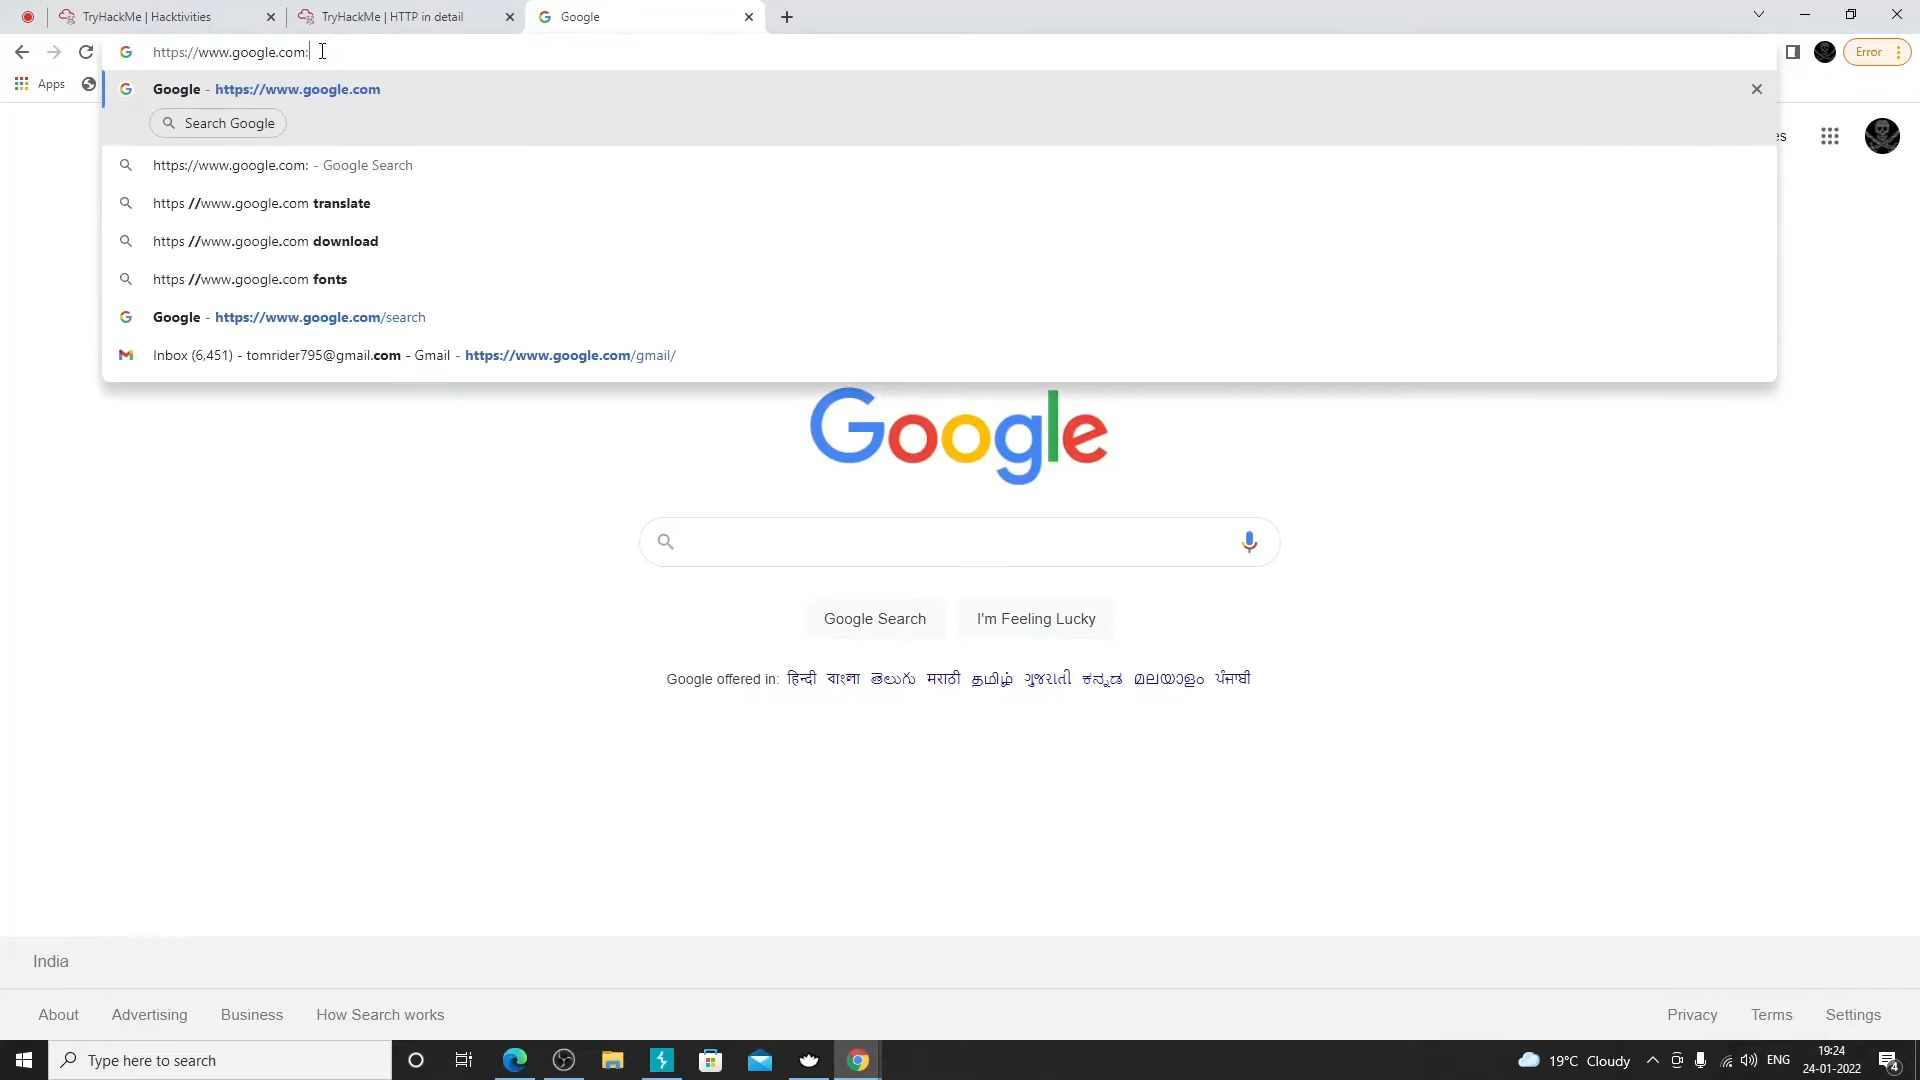 TryHackMe | Hacktivities
TryHackMe | HTTP in detail
Google
https://www.google.com:
Error
Apps
Google - https://www.google.com
Search Google
es
https://www.google.com: - Google Search
https //www.google.com translate
https //www.google.com download
https //www.google.com fonts
Google - https://www.google.com/search
Inbox (6,451) - tomrider795@gmail.com - Gmail - https://www.google.com/gmail/
Google
Google Search
I'm Feeling Lucky
Google offered in: हिन्दी বাংলা తెలుగు मराठी தமிழ் ગુજરાતી ಕನ್ನಡ മലയാളം ਪੰਜਾਬੀ
India
About
Advertising
Business
How Search works
Privacy
Terms
Settings
Type here to search
19°C Cloudy
ENG
19:24
24-01-2022
4